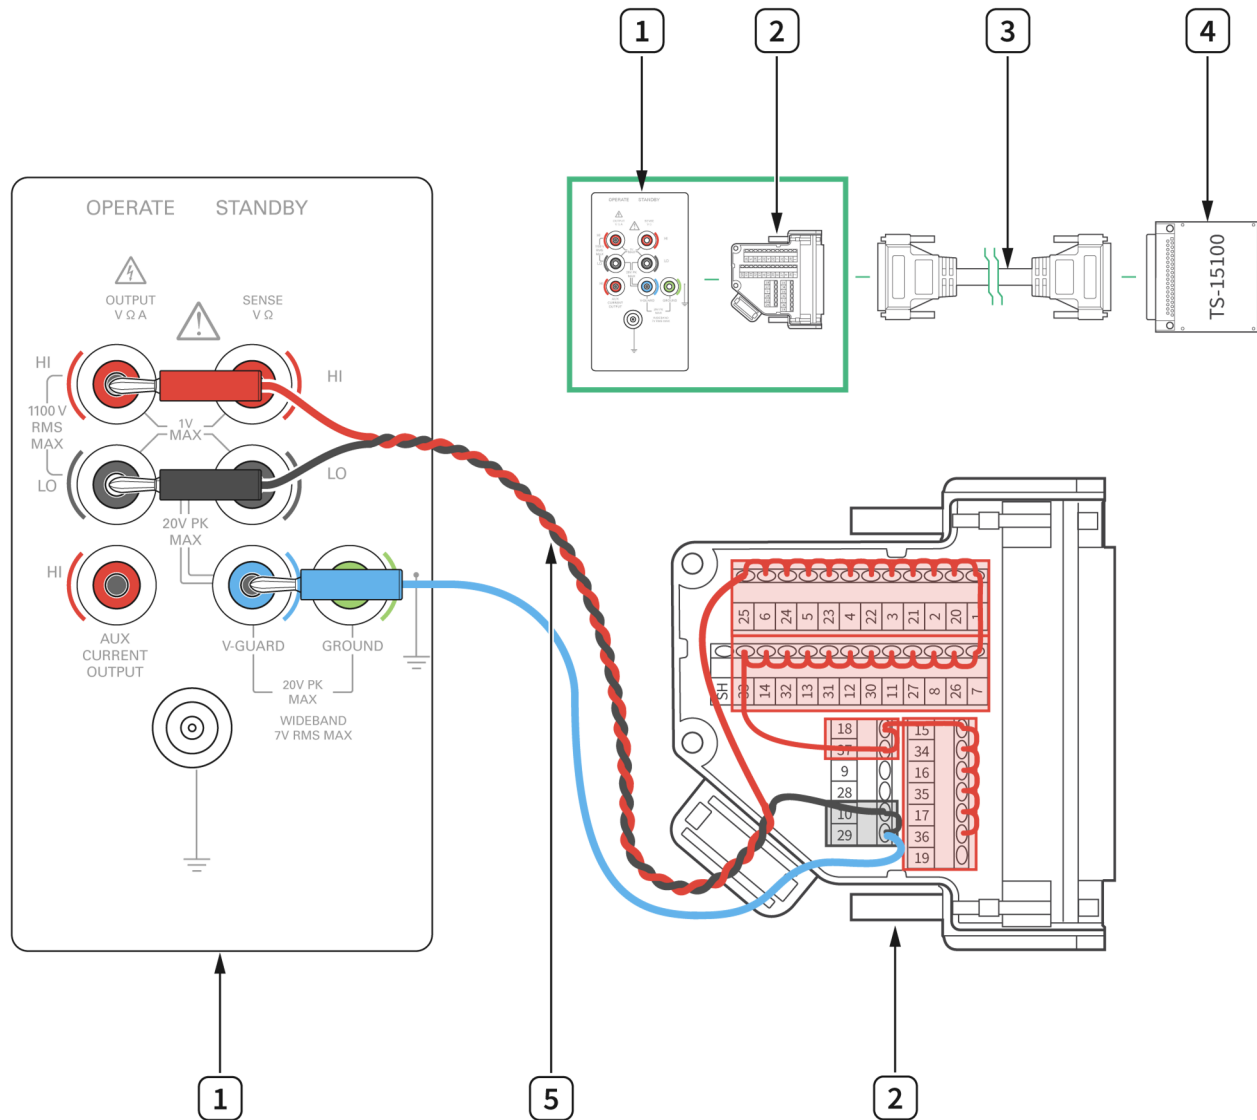 1
2
3
4
OPERATE STANDBY
OUTPUT
V Ω A
SENSE
V Ω
HI
HI
1100 V
RMS
MAX
1V
MAX
LO
LO
20V PK
MAX
HI
AUX
CURRENT
OUTPUT
V-GUARD
GROUND
20V PK
MAX
WIDEBAND
7V RMS MAX
OPERATE STANDBY
TS-15100
25 6 24 5 23 4 22 3 21 2 20 1
SH 33 14 32 13 31 12 30 11 27 8 26 7
18
37
9
28
10
29
15
34
16
35
17
36
19
1
5
2